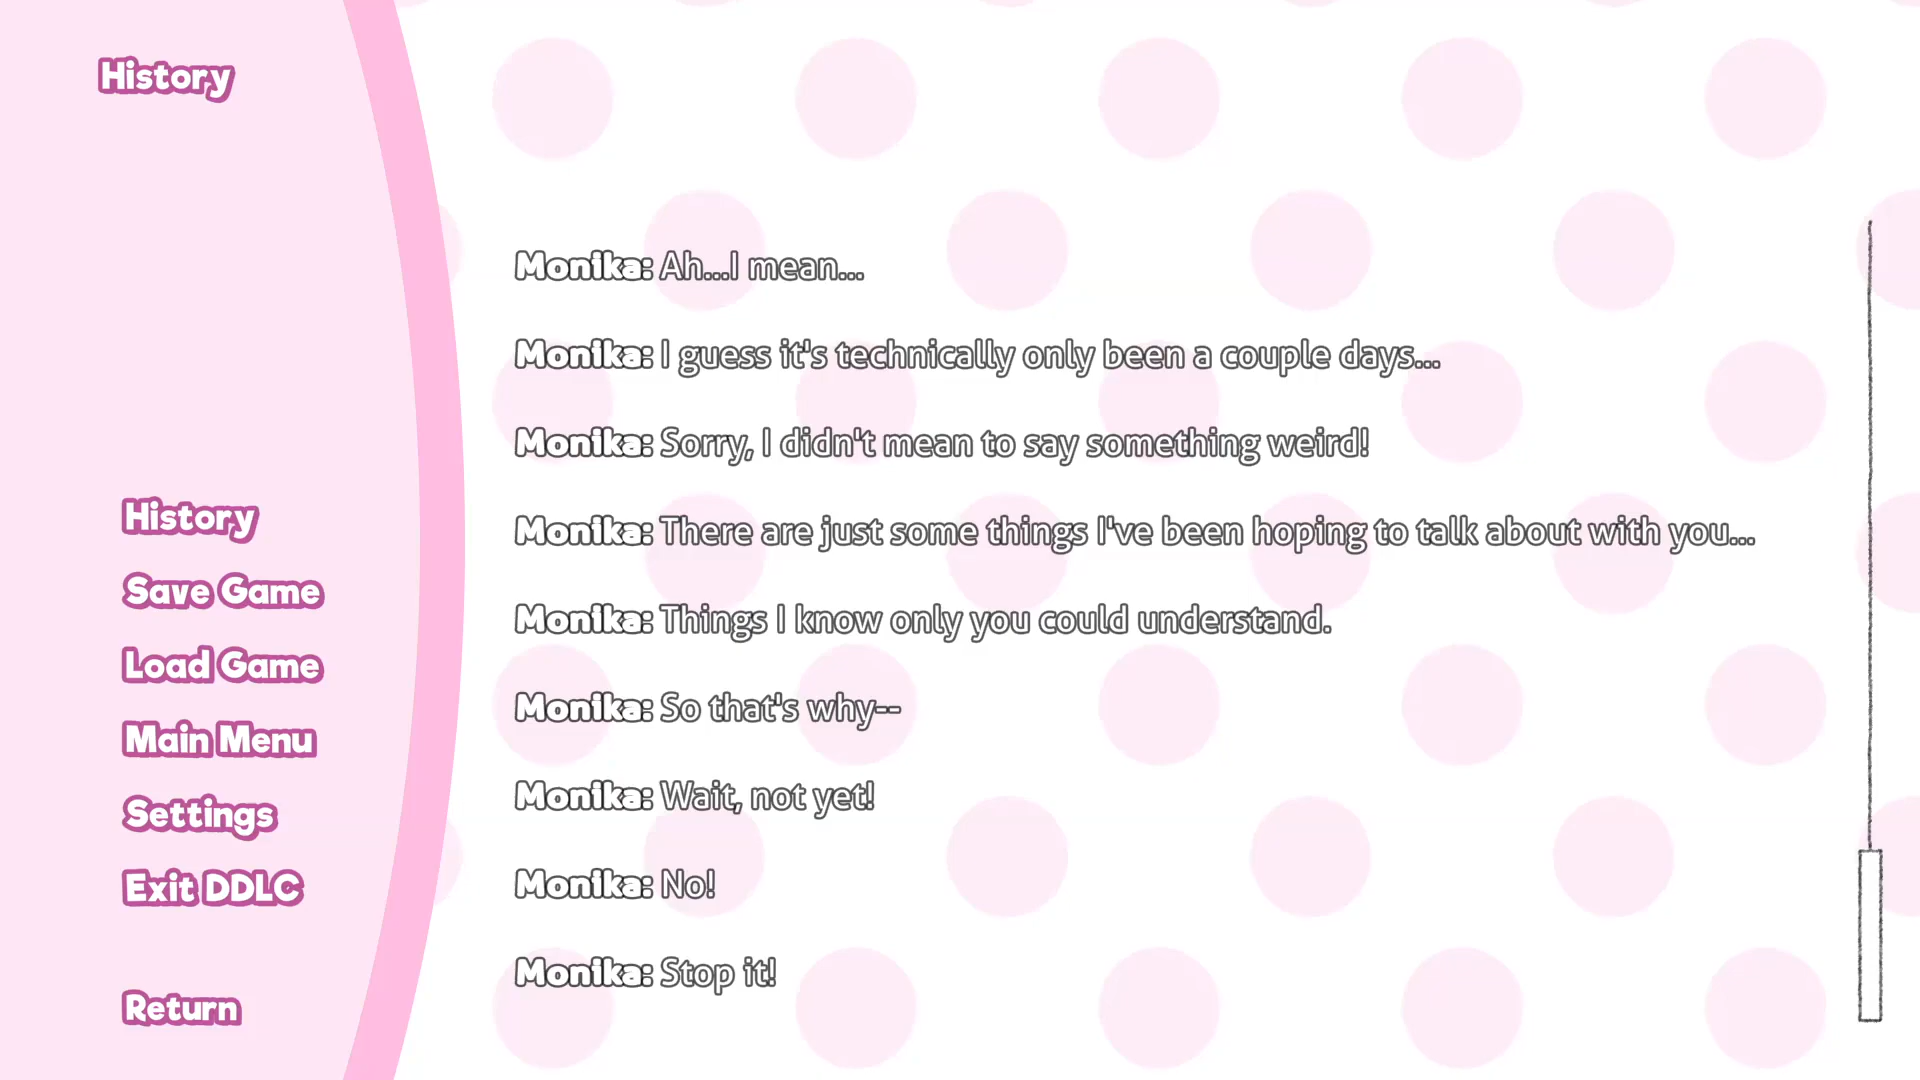 History
Monika: Ah...I mean...
Monika: I guess it's technically only been a couple days...
Monika: Sorry, I didn't mean to say something weird!
Monika: There are just some things I've been hoping to talk about with you...
Monika: Things I know only you could understand.
Monika: So that's why--
Monika: Wait, not yet!
Monika: No!
Monika: Stop it!
History
Save Game
Load Game
Main Menu
Settings
Exit DDLC
Return